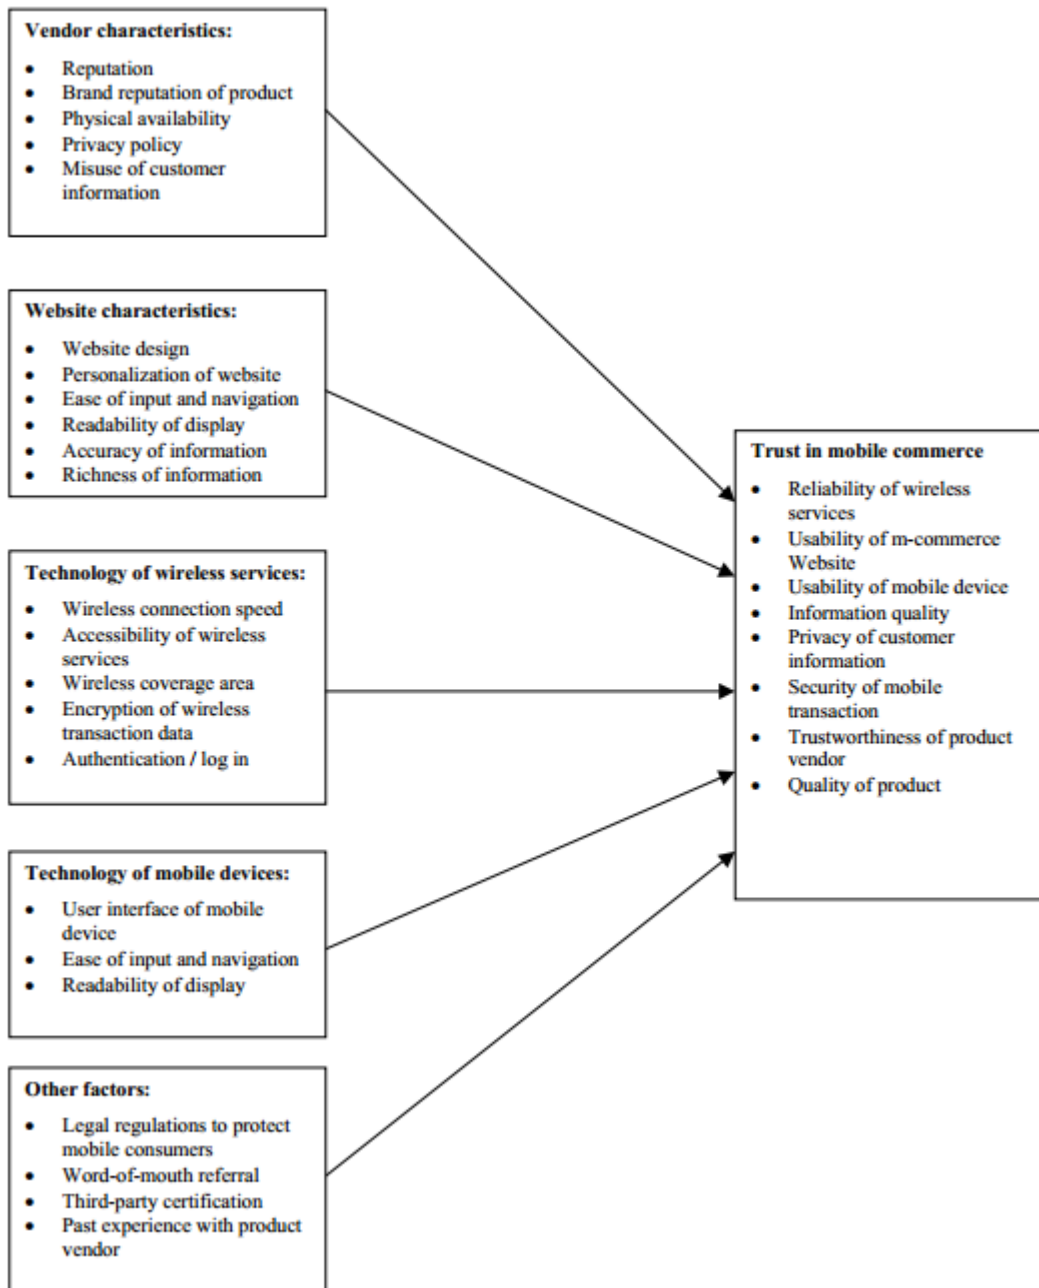 Vendor characteristics:
• Reputation
• Brand reputation of product
• Physical availability
• Privacy policy
• Misuse of customer
information
Website characteristics:
• Website design
• Personalization of website
• Ease of input and navigation
• Readability of display
• Accuracy of information
• Richness of information
Technology of wireless services:
• Wireless connection speed
• Accessibility of wireless
services
• Wireless coverage area
• Encryption of wireless
transaction data
• Authentication / log in
Technology of mobile devices:
• User interface of mobile
device
• Ease of input and navigation
• Readability of display
Other factors:
• Legal regulations to protect
mobile consumers
• Word-of-mouth referral
• Third-party certification
• Past experience with product
vendor
Trust in mobile commerce
• Reliability of wireless
services
• Usability of m-commerce
Website
• Usability of mobile device
• Information quality
• Privacy of customer
information
• Security of mobile
transaction
• Trustworthiness of product
vendor
• Quality of product